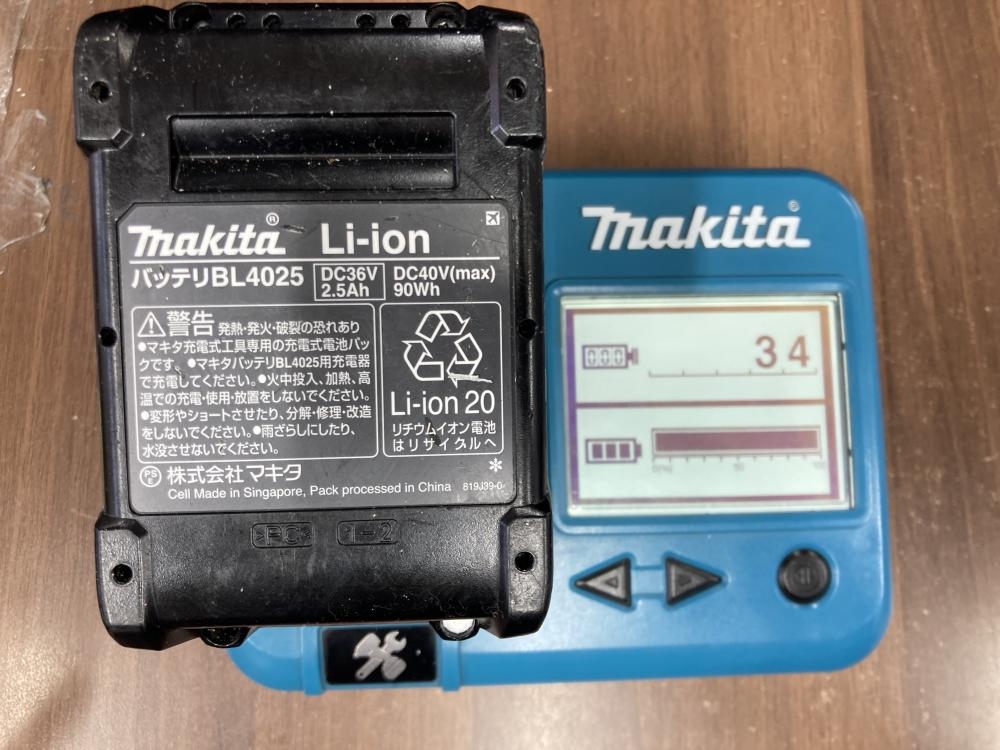 makita® Li-ion
バッテリBL4025
DC36V
2.5Ah
DC40V(max)
90Wh
警告 発熱・発火・破裂の恐れあり
●マキタ充電式工具専用の充電式電池パッ
クです。●マキタバッテリBL4025用充電器
で充電してください。●火中投入、加熱、高
温での充電・使用・放置をしないでください。
●変形やショートさせたり、分解・修理・改造
をしないでください。●雨ざらしにしたり、
水没させないでください。
Li-ion 20
リチウムイオン電池
はリサイクルへ
PS
E
株式会社 マキタ
Cell Made in Singapore, Pack processed in China 819J39-0
>PC<
1-2
makita®
34
0(%) 50 100